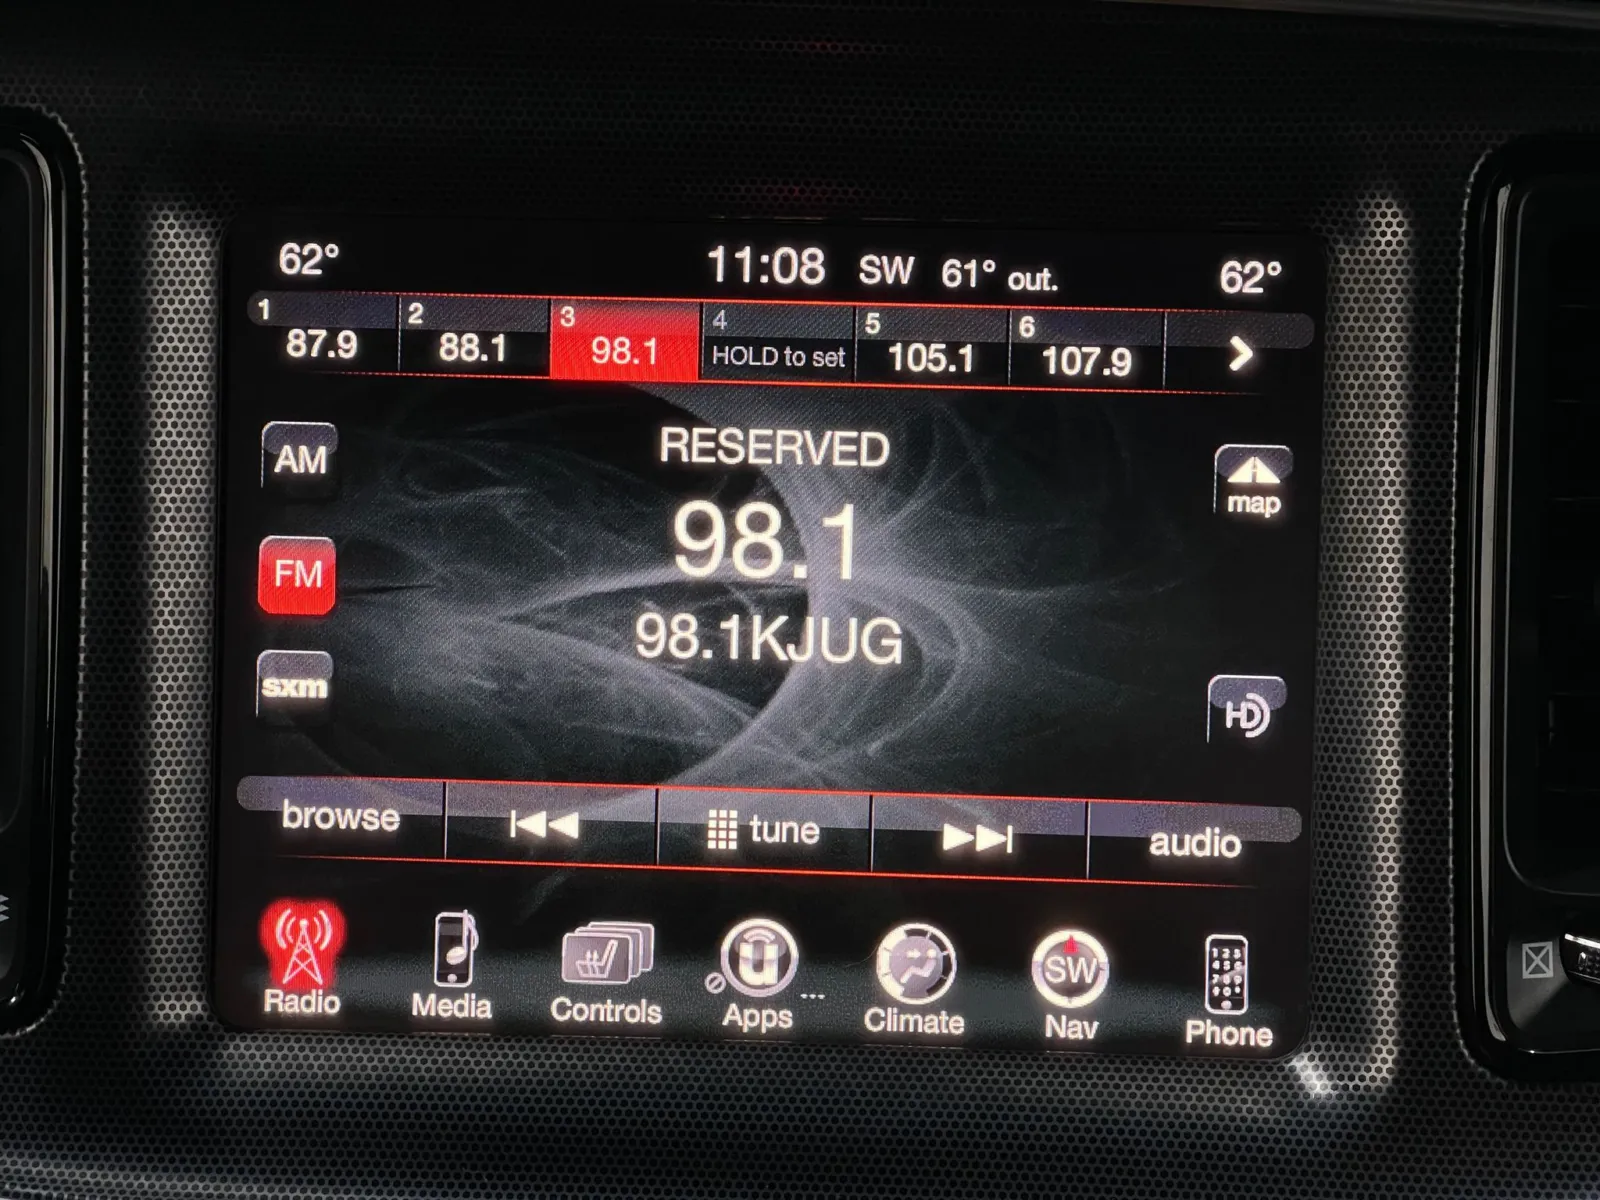 62° 11:08 SW 61° out. 62°
1 2 3 4 5 6
87.9 88.1 98.1 HOLD to set 105.1 107.9
AM
RESERVED
98.1
98.1KJUG
map
FM
sxm
HD
browse tune audio
u
SW
Radio Media Controls Apps ... Climate Nav Phone